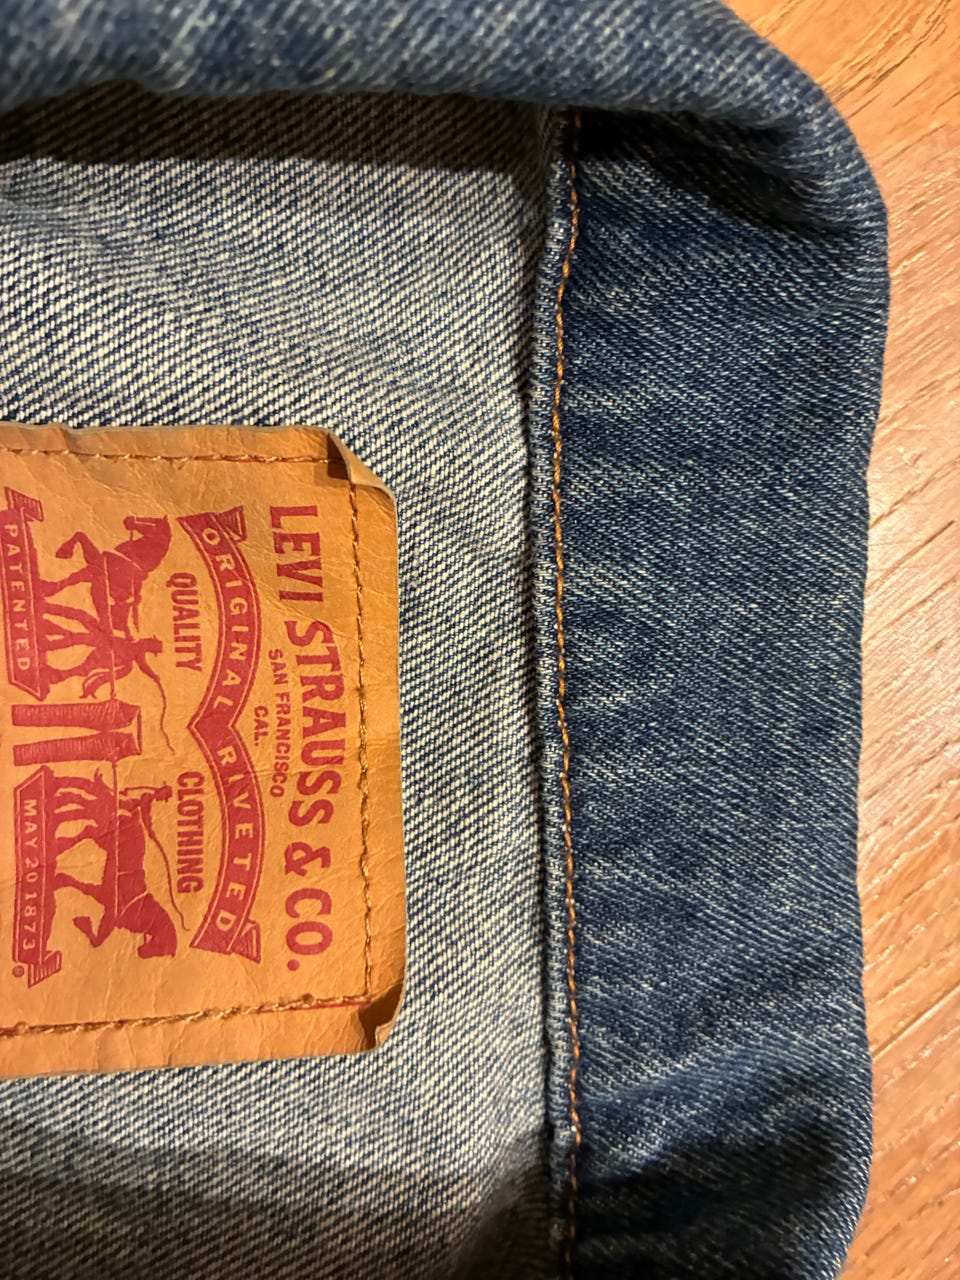 LEVI STRAUSS & CO.
SAN FRANCISCO
CAL.
ORIGINAL RIVETED
QUALITY CLOTHING
PATENTED MAY 20 1873
®